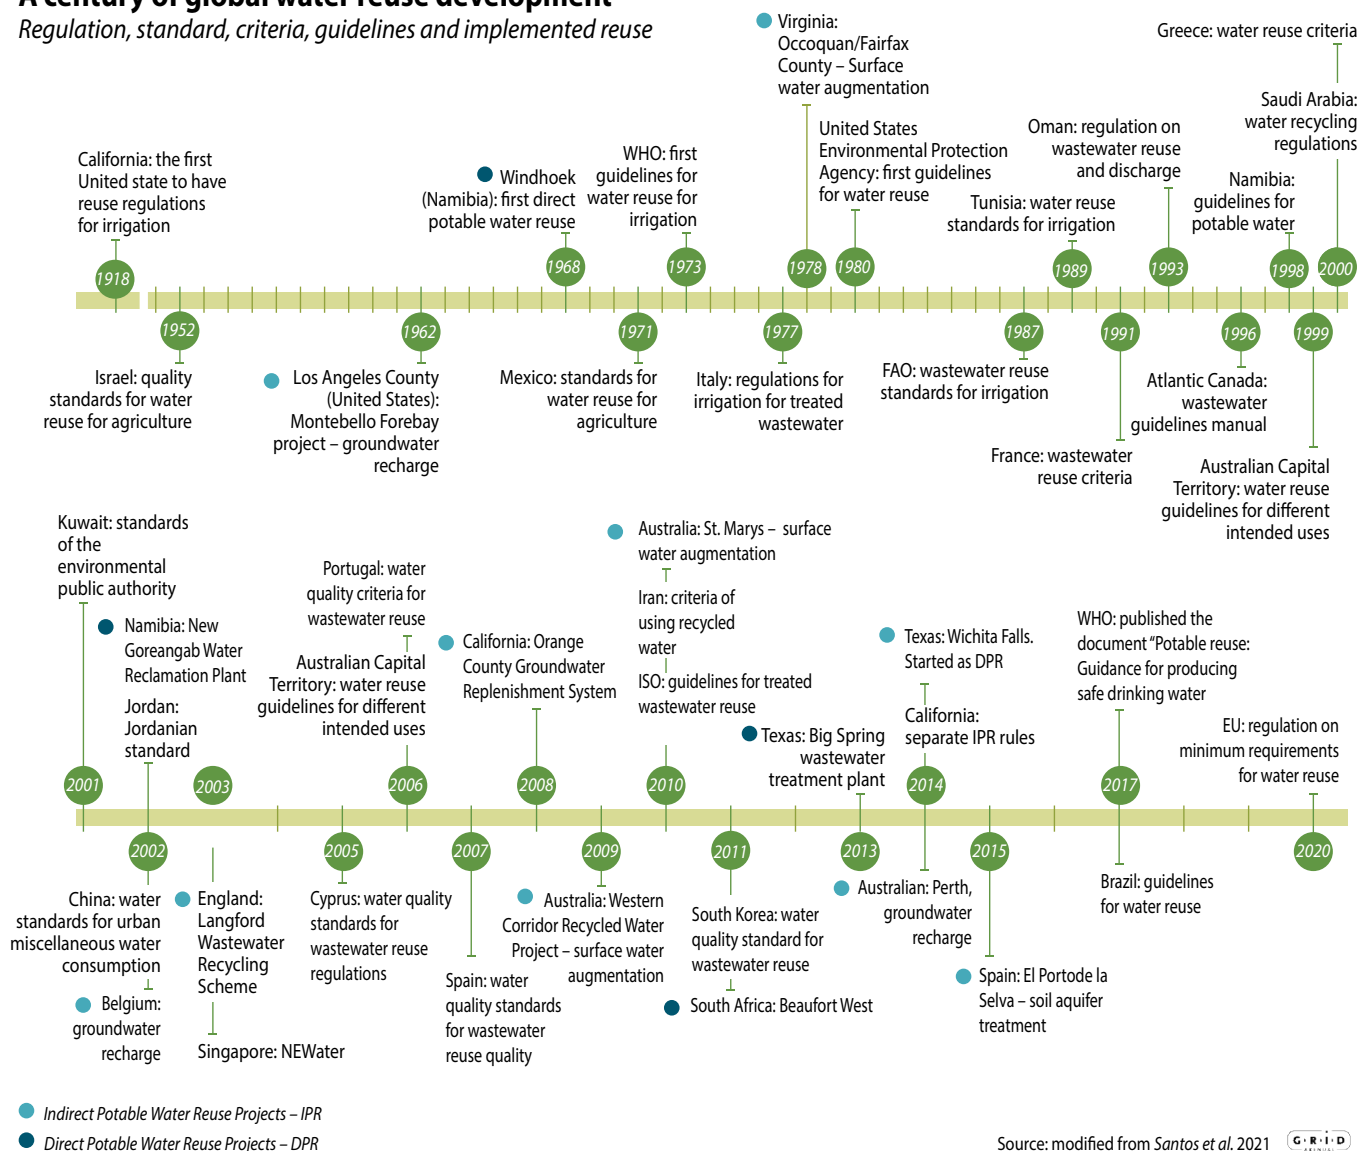 A century of global water reuse development
Regulation, standard, criteria, guidelines and implemented reuse
California: the first
United state to have
reuse regulations
for irrigation
Windhoek
(Namibia): first direct
potable water reuse
WHO: first
guidelines for
water reuse for
irrigation
Virginia:
Occoquan/Fairfax
County – Surface
water augmentation
United States
Environmental Protection
Agency: first guidelines
for water reuse
Tunisia: water reuse
standards for irrigation
Oman: regulation on
wastewater reuse
and discharge
Namibia:
guidelines for
potable water
Saudi Arabia:
water recycling
regulations
Greece: water reuse criteria
1918
1968
1973
1978
1980
1989
1993
1998
2000
1952
1962
1971
1977
1987
1991
1996
1999
Israel: quality
standards for water
reuse for agriculture
Los Angeles County
(United States):
Montebello Forebay
project – groundwater
recharge
Mexico: standards for
water reuse for
agriculture
Italy: regulations for
irrigation for treated
wastewater
FAO: wastewater reuse
standards for irrigation
France: wastewater
reuse criteria
Atlantic Canada:
wastewater
guidelines manual
Australian Capital
Territory: water reuse
guidelines for different
intended uses
Kuwait: standards
of the
environmental
public authority
Namibia: New
Goreangab Water
Reclamation Plant
Jordan:
Jordanian
standard
Portugal: water
quality criteria for
wastewater reuse
Australian Capital
Territory: water reuse
guidelines for different
intended uses
California: Orange
County Groundwater
Replenishment System
Australia: St. Marys – surface
water augmentation
Iran: criteria of
using recycled
water
ISO: guidelines for treated
wastewater reuse
Texas: Big Spring
wastewater
treatment plant
Texas: Wichita Falls.
Started as DPR
California:
separate IPR rules
WHO: published the
document “Potable reuse:
Guidance for producing
safe drinking water
EU: regulation on
minimum requirements
for water reuse
2001
2003
2006
2008
2010
2014
2017
2002
2005
2007
2009
2011
2013
2015
2020
China: water
standards for urban
miscellaneous water
consumption
Belgium:
groundwater
recharge
England:
Langford
Wastewater
Recycling
Scheme
Singapore: NEWater
Cyprus: water quality
standards for
wastewater reuse
regulations
Spain: water
quality standards
for wastewater
reuse quality
Australia: Western
Corridor Recycled Water
Project – surface water
augmentation
South Korea: water
quality standard for
wastewater reuse
South Africa: Beaufort West
Australian: Perth,
groundwater
recharge
Spain: El Portode la
Selva – soil aquifer
treatment
Brazil: guidelines
for water reuse
Indirect Potable Water Reuse Projects – IPR
Direct Potable Water Reuse Projects – DPR
Source: modified from Santos et al. 2021
GRID